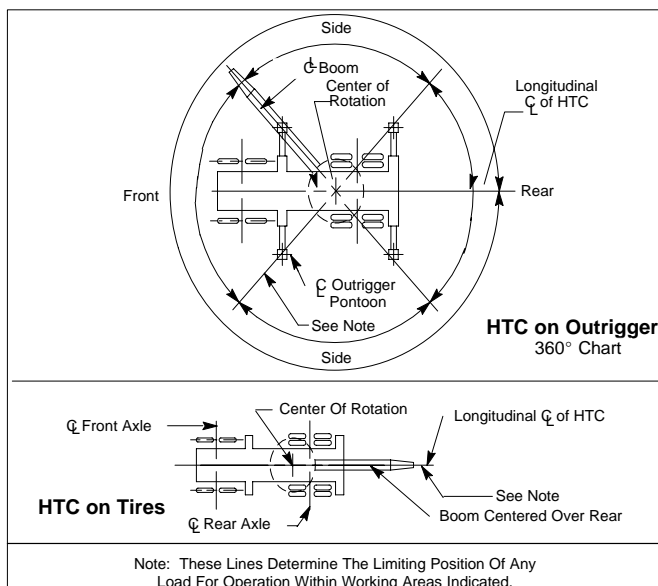 Side
℄ Boom
Center of
Rotation
Longitudinal
℄ of HTC
Front
Rear
℄ Outrigger
Pontoon
See Note
Side
HTC on Outrigger
360° Chart
Center Of Rotation
℄ Front Axle
Longitudinal ℄ of HTC
HTC on Tires
See Note
Boom Centered Over Rear
℄ Rear Axle
Note: These Lines Determine The Limiting Position Of Any
Load For Operation Within Working Areas Indicated.